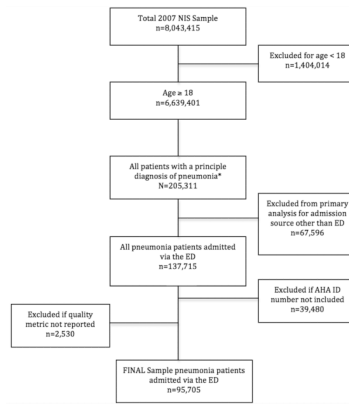 Total 2007 NIS Sample
n=8,043,415
Excluded for age < 18
n=1,404,014
Age ≥ 18
n=6,639,401
All patients with a principle
diagnosis of pneumonia*
N=205,311
Excluded from primary
analysis for admission
source other than ED
n=67,596
All pneumonia patients admitted
via the ED
n=137,715
Excluded if AHA ID
number not included
n=39,480
Excluded if quality
metric not reported
n=2,530
FINAL Sample pneumonia patients
admitted via the ED
n=95,705